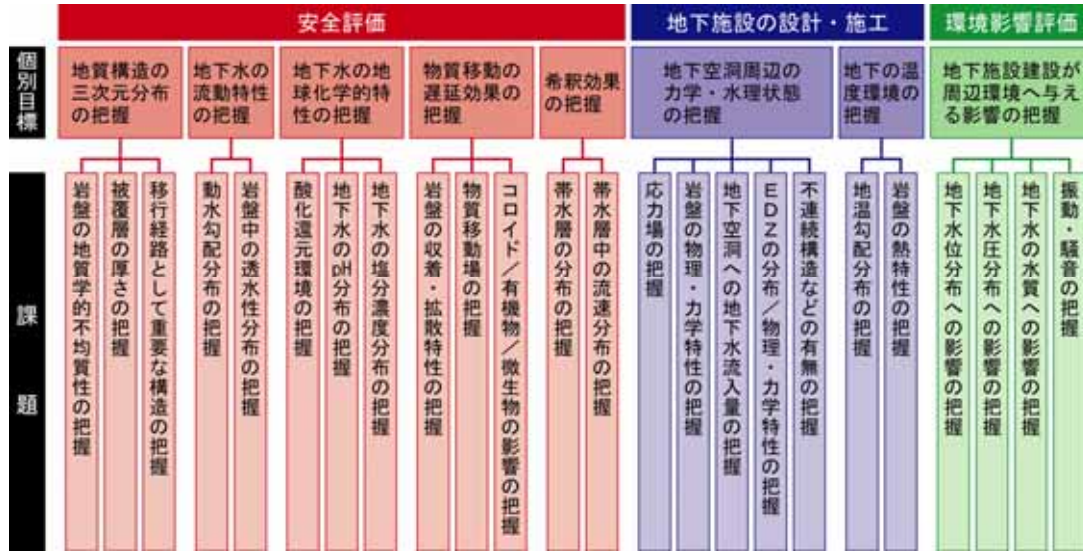 安全評価
地下施設の設計・施工
環境影響評価
個別目標
地質構造の
三次元分布
の把握
地下水の
流動特性
の把握
地下水の地
球化学的特
性の把握
物質移動の
遅延効果の
把握
希釈効果
の把握
地下空洞周辺の
力学・水理状態
の把握
地下の温
度環境の
把握
地下施設建設が
周辺環境へ与え
る影響の把握
課題
岩盤の地質学的不均質性の把握
被覆層の厚さの把握
移行経路として重要な構造の把握
動水勾配分布の把握
岩盤中の透水性分布の把握
酸化還元環境の把握
地下水のpH分布の把握
地下水の塩分濃度分布の把握
岩盤の収着・拡散特性の把握
物質移動場の把握
コロイド/有機物/微生物の影響の把握
帯水層の分布の把握
帯水層中の流速分布の把握
応力場の把握
岩盤の物理・力学特性の把握
地下空洞への地下水流入量の把握
EDZの分布/物理・力学特性の把握
不連続構造などの有無の把握
地温勾配分布の把握
岩盤の熱特性の把握
地下水位分布への影響の把握
地下水圧分布への影響の把握
地下水の水質への影響の把握
振動・騒音の把握